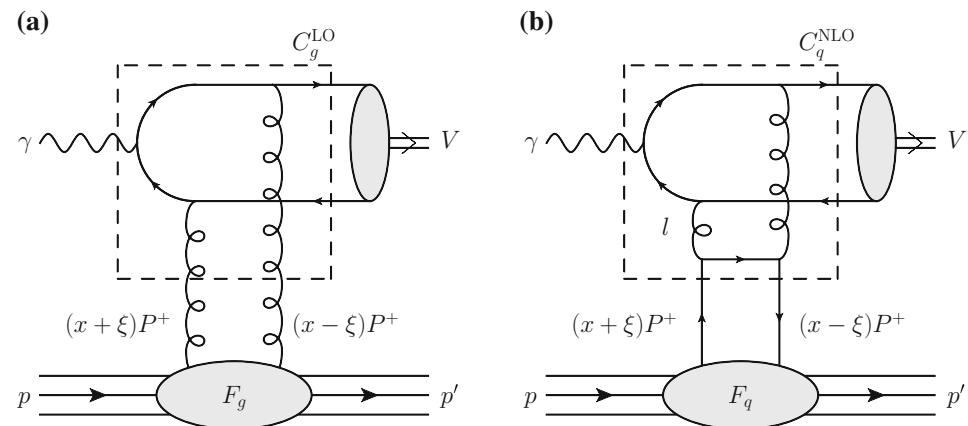 (a)
C_g^{LO}
γ
V
(x + ξ)P^+
(x − ξ)P^+
p
F_g
p′
(b)
C_q^{NLO}
γ
V
l
(x + ξ)P^+
(x − ξ)P^+
p
F_q
p′